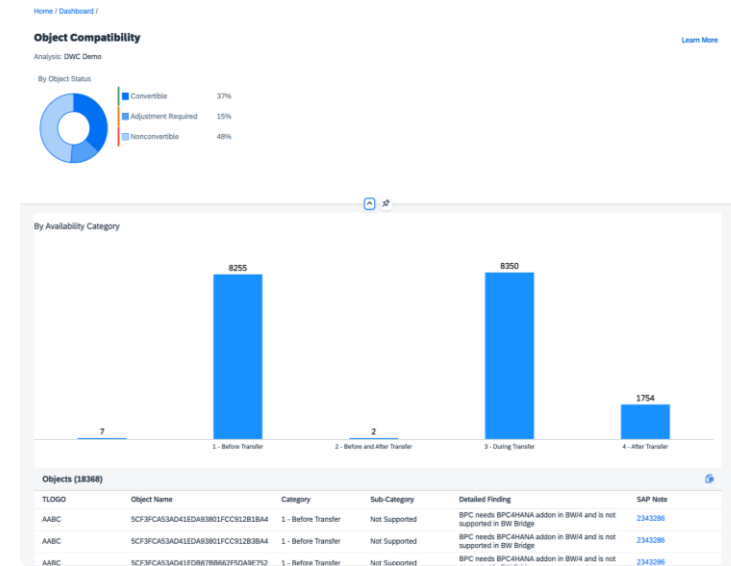 Home / Dashboard /
Object Compatibility
Learn More
Analysis: DWC Demo
By Object Status
Convertible 37%
Adjustment Required 15%
Nonconvertible 48%
By Availability Category
8255
8350
1754
7
2
1 - Before Transfer
2 - Before and After Transfer
3 - During Transfer
4 - After Transfer
Objects (18368)
TLOGO Object Name Category Sub-Category Detailed Finding SAP Note
AABC 5CF3FCA53AD41EDA93801FCC912B1BA4 1 - Before Transfer Not Supported BPC needs BPC4HANA addon in BW/4 and is not 2343286
supported in BW Bridge
AABC 5CF3FCA53AD41EDA93801FCC912B3BA4 1 - Before Transfer Not Supported BPC needs BPC4HANA addon in BW/4 and is not 2343286
supported in BW Bridge
AABC 5CF3FCA53AD41EDB87BB662F5DA9E752 1 - Before Transfer Not Supported BPC needs BPC4HANA addon in BW/4 and is not 2343286